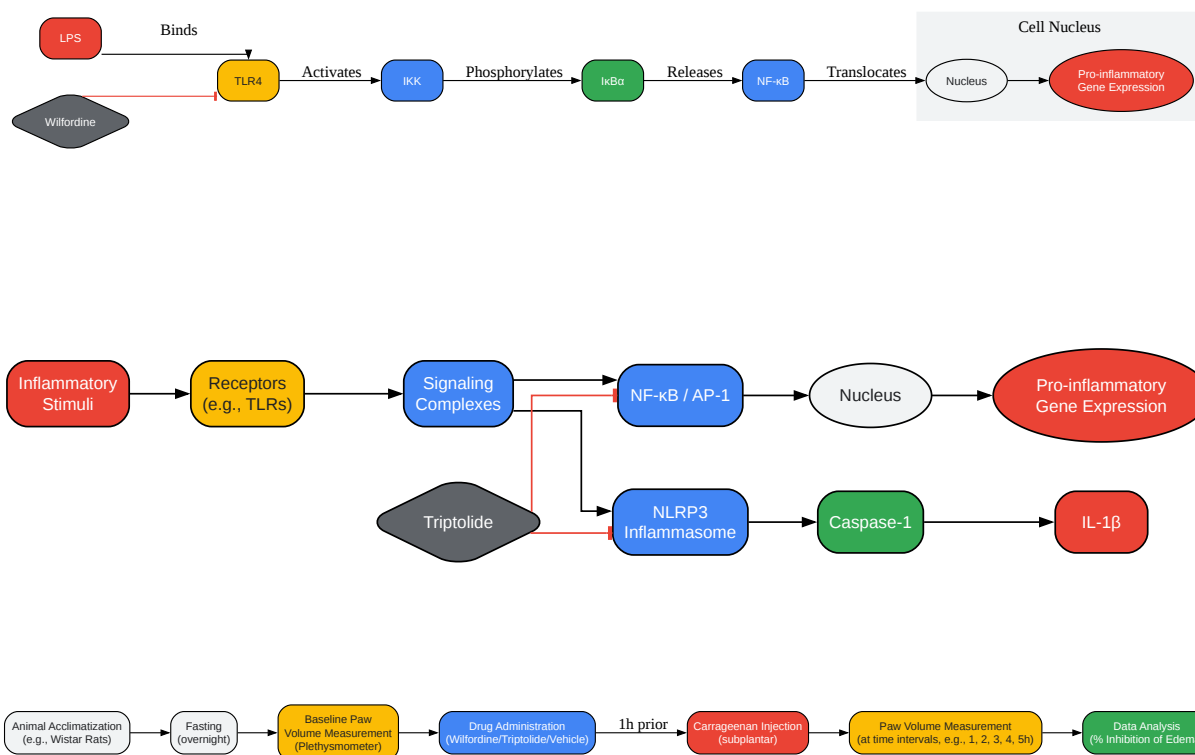 Cell Nucleus
LPS
Binds
TLR4
Activates
IKK
Phosphorylates
IκBα
Releases
NF-κB
Translocates
Nucleus
Pro-inflammatory
Gene Expression
Wilfordine
Inflammatory
Stimuli
Receptors
(e.g., TLRs)
Signaling
Complexes
NF-κB / AP-1
Nucleus
Pro-inflammatory
Gene Expression
Triptolide
NLRP3
Inflammasome
Caspase-1
IL-1β
Animal Acclimatization
(e.g., Wistar Rats)
Fasting
(overnight)
Baseline Paw
Volume Measurement
(Plethysmometer)
Drug Administration
(Wilfordine/Triptolide/Vehicle)
1h prior
Carrageenan Injection
(subplantar)
Paw Volume Measurement
(at time intervals, e.g., 1, 2, 3, 4, 5h)
Data Analysis
(% Inhibition of Edem